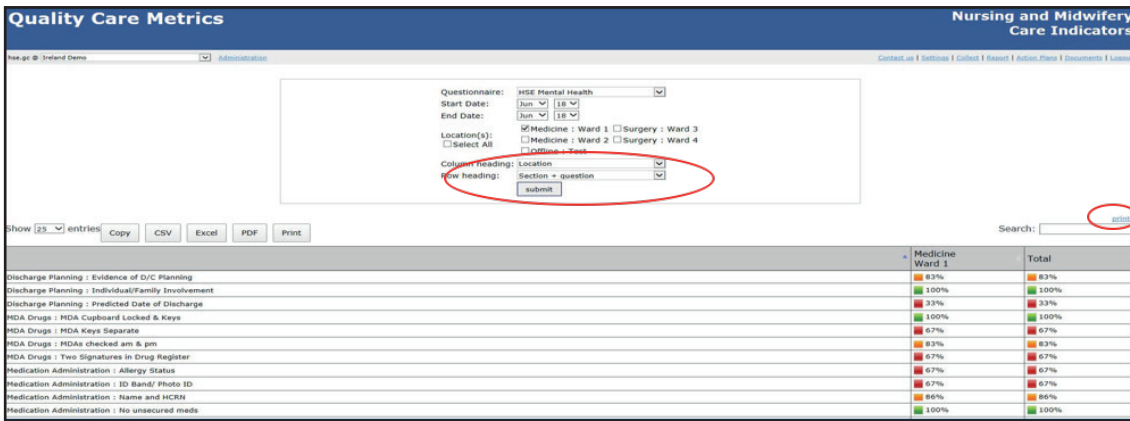 Quality Care Metrics
Nursing and Midwifery
Care Indicators
hse.gc @ Ireland Demo Administration
Contact us | Settings | Collect | Report | Action Plans | Documents | Logout
Questionnaire: HSE Mental Health
Start Date: Jun 18
End Date: Jun 18
Location(s): Medicine : Ward 1 Surgery : Ward 3
Select All Medicine : Ward 2 Surgery : Ward 4
Offline : Test
Column heading: Location
Row heading: Section + question
submit
print
Show 25 entries Copy CSV Excel PDF Print Search:
Medicine
Ward 1 Total
Discharge Planning : Evidence of D/C Planning 83% 83%
Discharge Planning : Individual/Family Involvement 100% 100%
Discharge Planning : Predicted Date of Discharge 33% 33%
MDA Drugs : MDA Cupboard Locked & Keys 100% 100%
MDA Drugs : MDA Keys Separate 67% 67%
MDA Drugs : MDAs checked am & pm 83% 83%
MDA Drugs : Two Signatures in Drug Register 67% 67%
Medication Administration : Allergy Status 67% 67%
Medication Administration : ID Band/ Photo ID 67% 67%
Medication Administration : Name and HCRN 86% 86%
Medication Administration : No unsecured meds 100% 100%